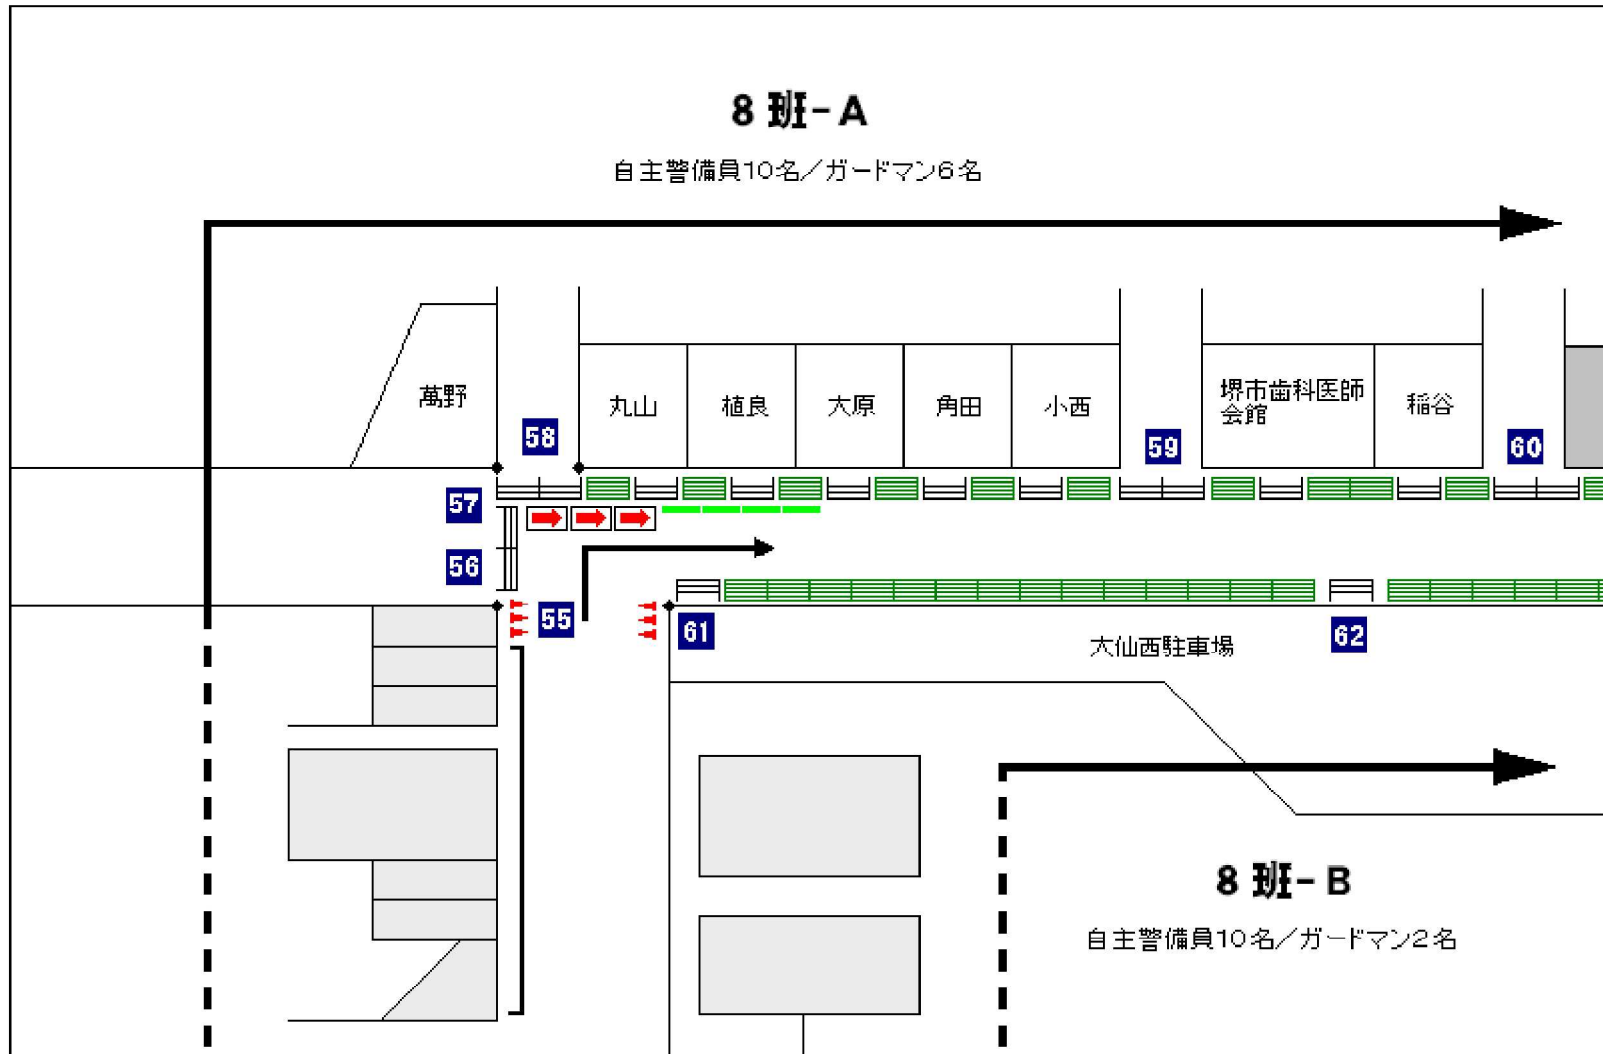 8 班-A
自主警備員10名／ガードマン6名
萬野
丸山
植良
大原
角田
小西
堺市歯科医師
会館
稲谷
58
59
60
57
56
55
61
62
大仙西駐車場
8 班-B
自主警備員10名／ガードマン2名